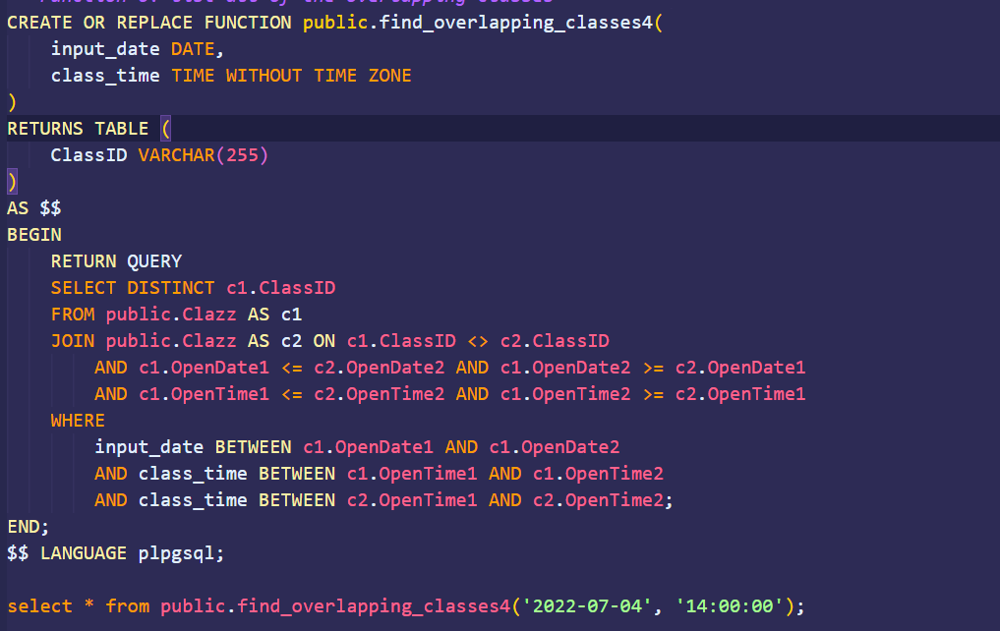 CREATE OR REPLACE FUNCTION public.find_overlapping_classes4(
    input_date DATE,
    class_time TIME WITHOUT TIME ZONE
)
RETURNS TABLE (
    ClassID VARCHAR(255)
)
AS $$
BEGIN
    RETURN QUERY
    SELECT DISTINCT c1.ClassID
    FROM public.Clazz AS c1
    JOIN public.Clazz AS c2 ON c1.ClassID <> c2.ClassID
        AND c1.OpenDate1 <= c2.OpenDate2 AND c1.OpenDate2 >= c2.OpenDate1
        AND c1.OpenTime1 <= c2.OpenTime2 AND c1.OpenTime2 >= c2.OpenTime1
    WHERE
        input_date BETWEEN c1.OpenDate1 AND c1.OpenDate2
        AND class_time BETWEEN c1.OpenTime1 AND c1.OpenTime2
        AND class_time BETWEEN c2.OpenTime1 AND c2.OpenTime2;
END;
$$ LANGUAGE plpgsql;
select * from public.find_overlapping_classes4('2022-07-04', '14:00:00');